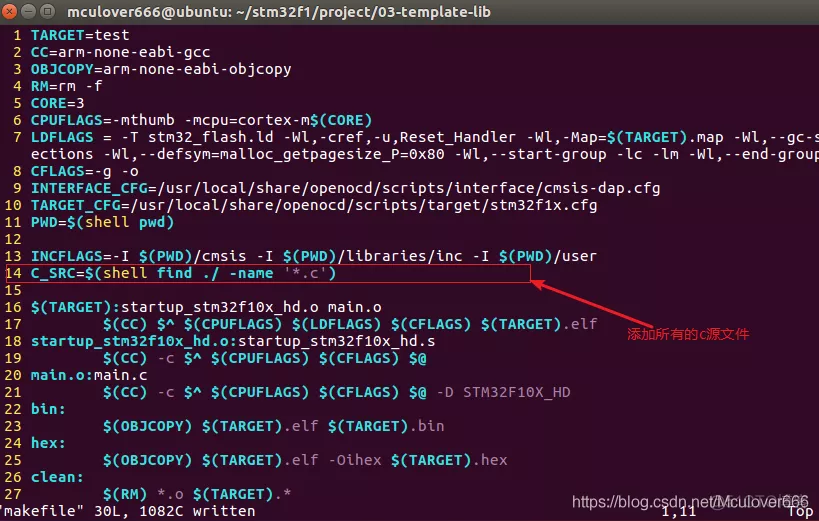 mculover666@ubuntu: ~/stm32f1/project/03-template-lib
1 TARGET=test
2 CC=arm-none-eabi-gcc
3 OBJCOPY=arm-none-eabi-objcopy
4 RM=rm -f
5 CORE=3
6 CPUFLAGS=-mthumb -mcpu=cortex-m$(CORE)
7 LDFLAGS = -T stm32_flash.ld -Wl,-cref,-u,Reset_Handler -Wl,-Map=$(TARGET).map -Wl,--gc-s
ections -Wl,--defsym=malloc_getpagesize_P=0x80 -Wl,--start-group -lc -lm -Wl,--end-group
8 CFLAGS=-g -o
9 INTERFACE_CFG=/usr/local/share/openocd/scripts/interface/cmsis-dap.cfg
10 TARGET_CFG=/usr/local/share/openocd/scripts/target/stm32f1x.cfg
11 PWD=$(shell pwd)
12
13 INCFLAGS=-I $(PWD)/cmsis -I $(PWD)/libraries/inc -I $(PWD)/user
14 C_SRC=$(shell find ./ -name '*.c')
15
16 $(TARGET):startup_stm32f10x_hd.o main.o
17 $(CC) $^ $(CPUFLAGS) $(LDFLAGS) $(CFLAGS) $(TARGET).elf
添加所有的c源文件
18 startup_stm32f10x_hd.o:startup_stm32f10x_hd.s
19 $(CC) -c $^ $(CPUFLAGS) $(CFLAGS) $@
20 main.o:main.c
21 $(CC) -c $^ $(CPUFLAGS) $(CFLAGS) $@ -D STM32F10X_HD
22 bin:
23 $(OBJCOPY) $(TARGET).elf $(TARGET).bin
24 hex:
25 $(OBJCOPY) $(TARGET).elf -Oihex $(TARGET).hex
26 clean:
27 $(RM) *.o $(TARGET).*
"makefile" 30L, 1082C written 1,11 Top
https://blog.csdn.net/Mculover666